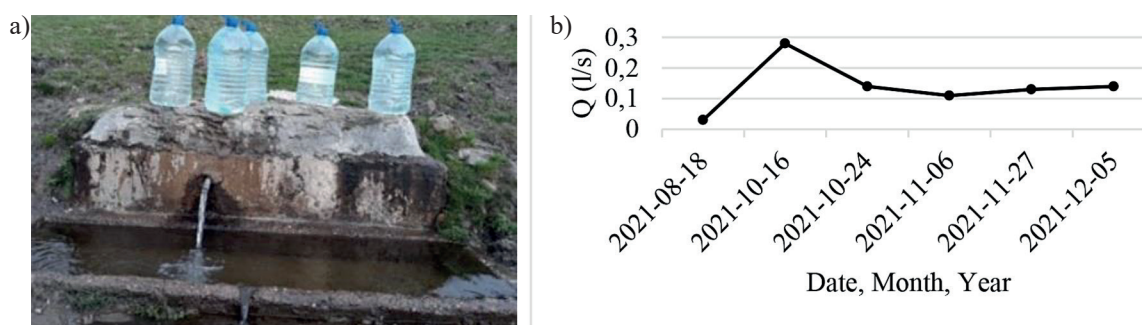 a)
b)
0,3
0,2
0,1
0
Q (l/s)
2021-08-18
2021-10-16
2021-10-24
2021-11-06
2021-11-27
2021-12-05
Date, Month, Year